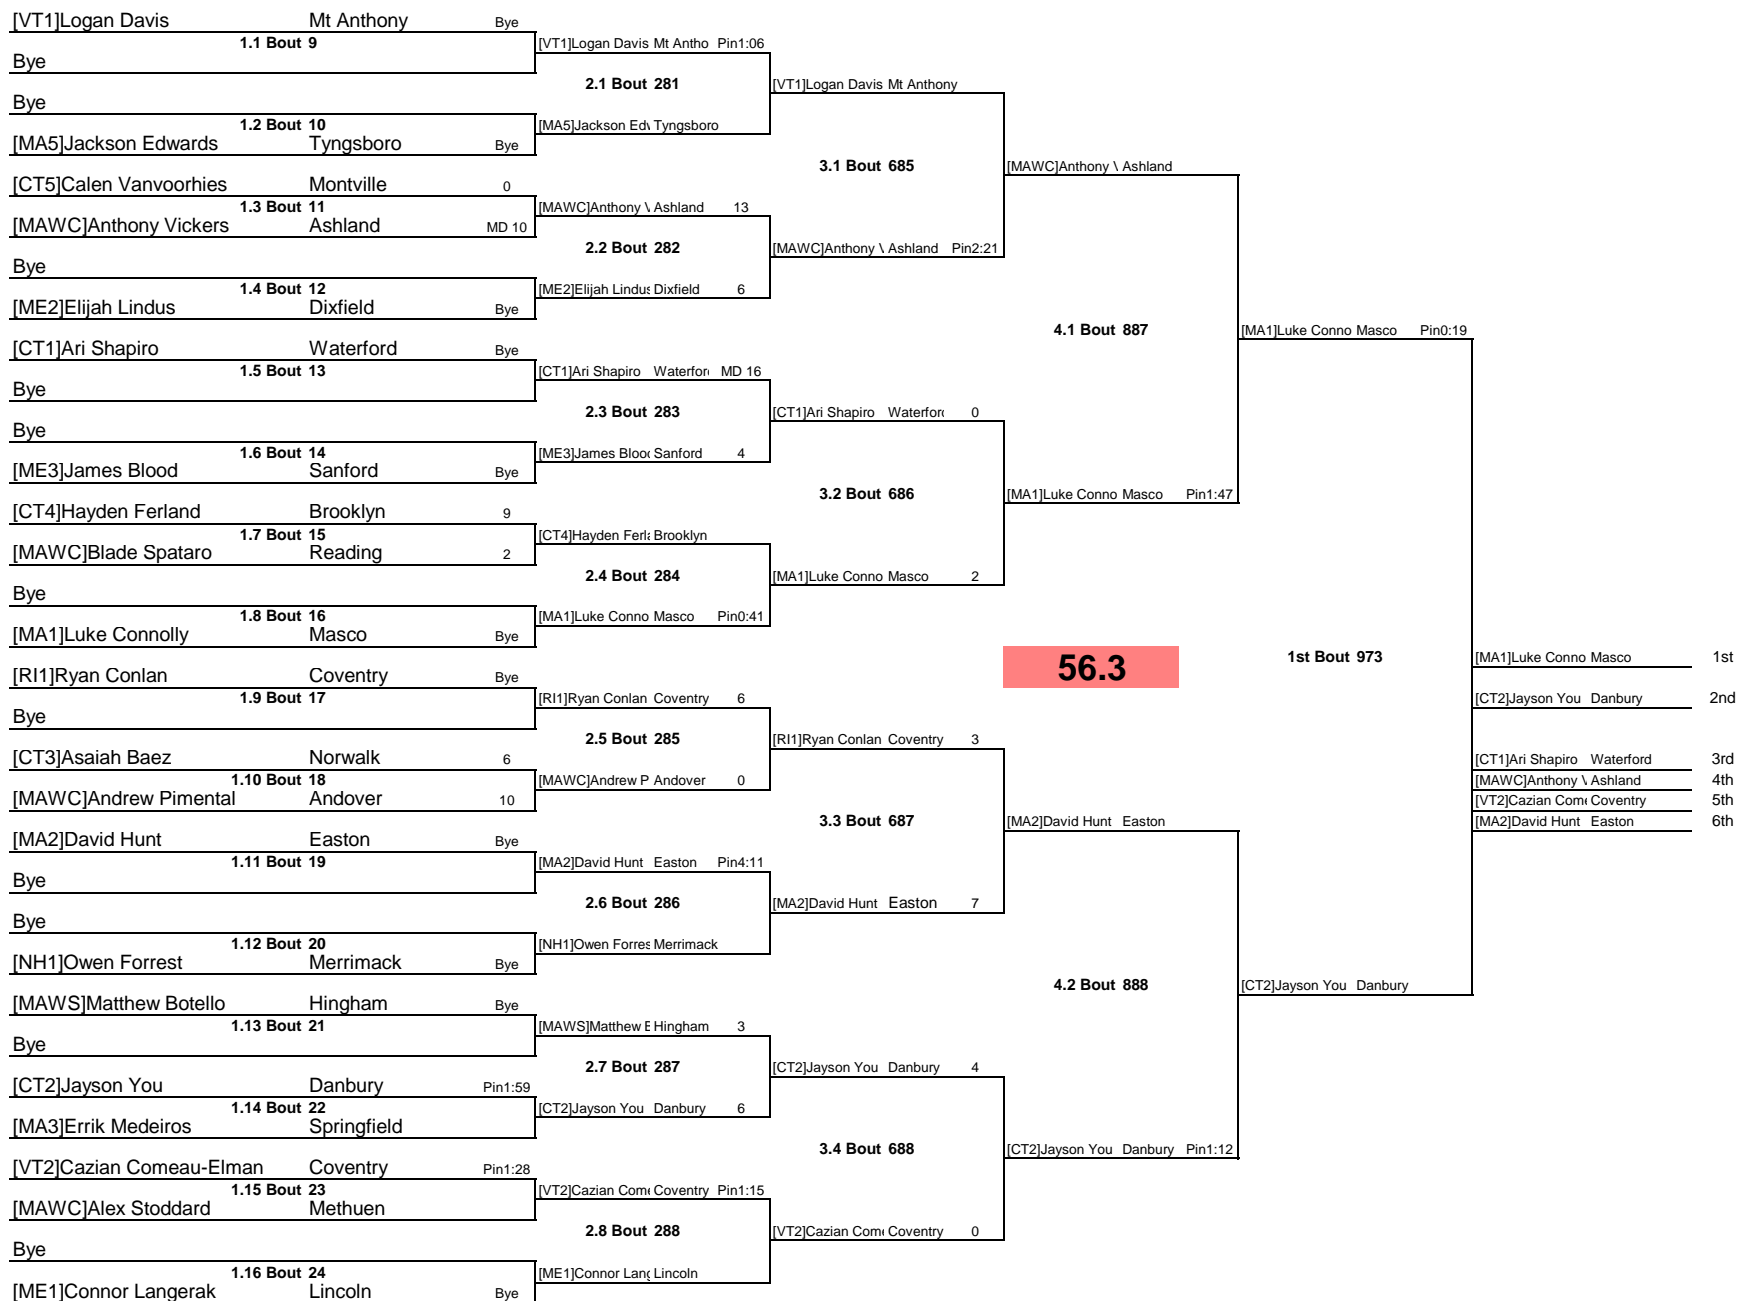 [VT1]Logan Davis Mt Anthony Bye
1.1 Bout 9
Bye
Bye
1.2 Bout 10
[MA5]Jackson Edwards Tyngsboro Bye
[CT5]Calen Vanvoorhies Montville 0
1.3 Bout 11
[MAWC]Anthony Vickers Ashland MD 10
Bye
1.4 Bout 12
[ME2]Elijah Lindus Dixfield Bye
[CT1]Ari Shapiro Waterford Bye
1.5 Bout 13
Bye
Bye
1.6 Bout 14
[ME3]James Blood Sanford Bye
[CT4]Hayden Ferland Brooklyn 9
1.7 Bout 15
[MAWC]Blade Spataro Reading 2
Bye
1.8 Bout 16
[MA1]Luke Connolly Masco Bye
[RI1]Ryan Conlan Coventry Bye
1.9 Bout 17
Bye
[CT3]Asaiah Baez Norwalk 6
1.10 Bout 18
[MAWC]Andrew Pimental Andover 10
[MA2]David Hunt Easton Bye
1.11 Bout 19
Bye
Bye
1.12 Bout 20
[NH1]Owen Forrest Merrimack Bye
[MAWS]Matthew Botello Hingham Bye
1.13 Bout 21
Bye
[CT2]Jayson You Danbury Pin1:59
1.14 Bout 22
[MA3]Errik Medeiros Springfield
[VT2]Cazian Comeau-Elman Coventry Pin1:28
1.15 Bout 23
[MAWC]Alex Stoddard Methuen
Bye
1.16 Bout 24
[ME1]Connor Langerak Lincoln Bye
[VT1]Logan Davis Mt Antho Pin1:06
2.1 Bout 281
[MA5]Jackson Edw Tyngsboro
[MAWC]Anthony V Ashland 13
2.2 Bout 282
[ME2]Elijah Lindus Dixfield 6
[CT1]Ari Shapiro Waterford MD 16
2.3 Bout 283
[ME3]James Blood Sanford 4
[CT4]Hayden Ferla Brooklyn
2.4 Bout 284
[MA1]Luke Conno Masco Pin0:41
[RI1]Ryan Conlan Coventry 6
2.5 Bout 285
[MAWC]Andrew P Andover 0
[MA2]David Hunt Easton Pin4:11
2.6 Bout 286
[NH1]Owen Forres Merrimack
[MAWS]Matthew B Hingham 3
2.7 Bout 287
[CT2]Jayson You Danbury 6
[VT2]Cazian Come Coventry Pin1:15
2.8 Bout 288
[ME1]Connor Lang Lincoln
[VT1]Logan Davis Mt Anthony
3.1 Bout 685
[MAWC]Anthony V Ashland Pin2:21
[CT1]Ari Shapiro Waterford 0
3.2 Bout 686
[MA1]Luke Conno Masco 2
[RI1]Ryan Conlan Coventry 3
3.3 Bout 687
[MA2]David Hunt Easton 7
[CT2]Jayson You Danbury 4
3.4 Bout 688
[VT2]Cazian Come Coventry 0
[MAWC]Anthony V Ashland
4.1 Bout 887
[MA1]Luke Conno Masco Pin1:47
56.3
[MA2]David Hunt Easton
4.2 Bout 888
[CT2]Jayson You Danbury Pin1:12
[MA1]Luke Conno Masco Pin0:19
1st Bout 973
[CT2]Jayson You Danbury
[MA1]Luke Conno Masco 1st
[CT2]Jayson You Danbury 2nd
[CT1]Ari Shapiro Waterford 3rd
[MAWC]Anthony V Ashland 4th
[VT2]Cazian Come Coventry 5th
[MA2]David Hunt Easton 6th